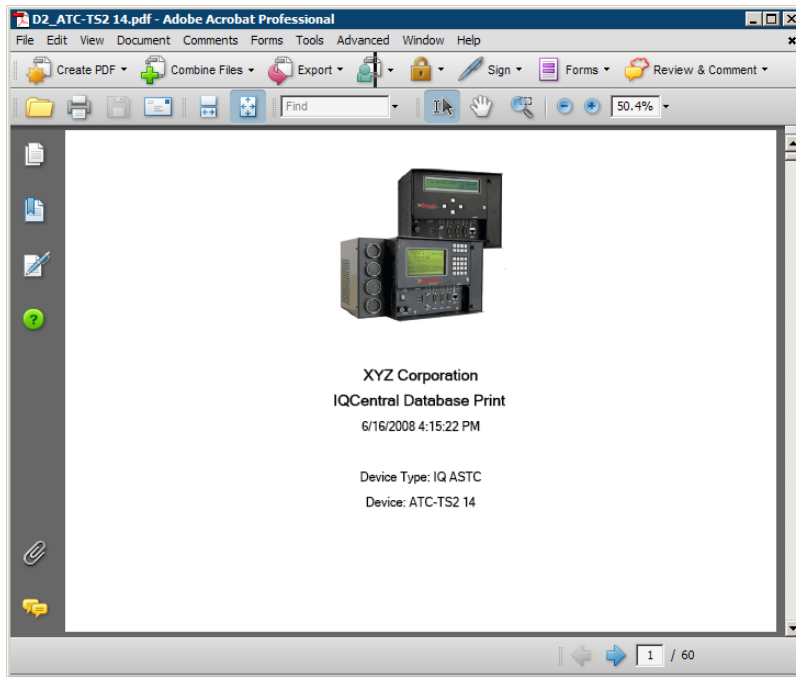 D2_ATC-TS2 14.pdf - Adobe Acrobat Professional
File Edit View Document Comments Forms Tools Advanced Window Help
Create PDF Combine Files Export Sign Forms Review & Comment
Find 50.4%
XYZ Corporation
IQCentral Database Print
6/16/2008 4:15:22 PM
Device Type: IQ ASTC
Device: ATC-TS2 14
1 / 60